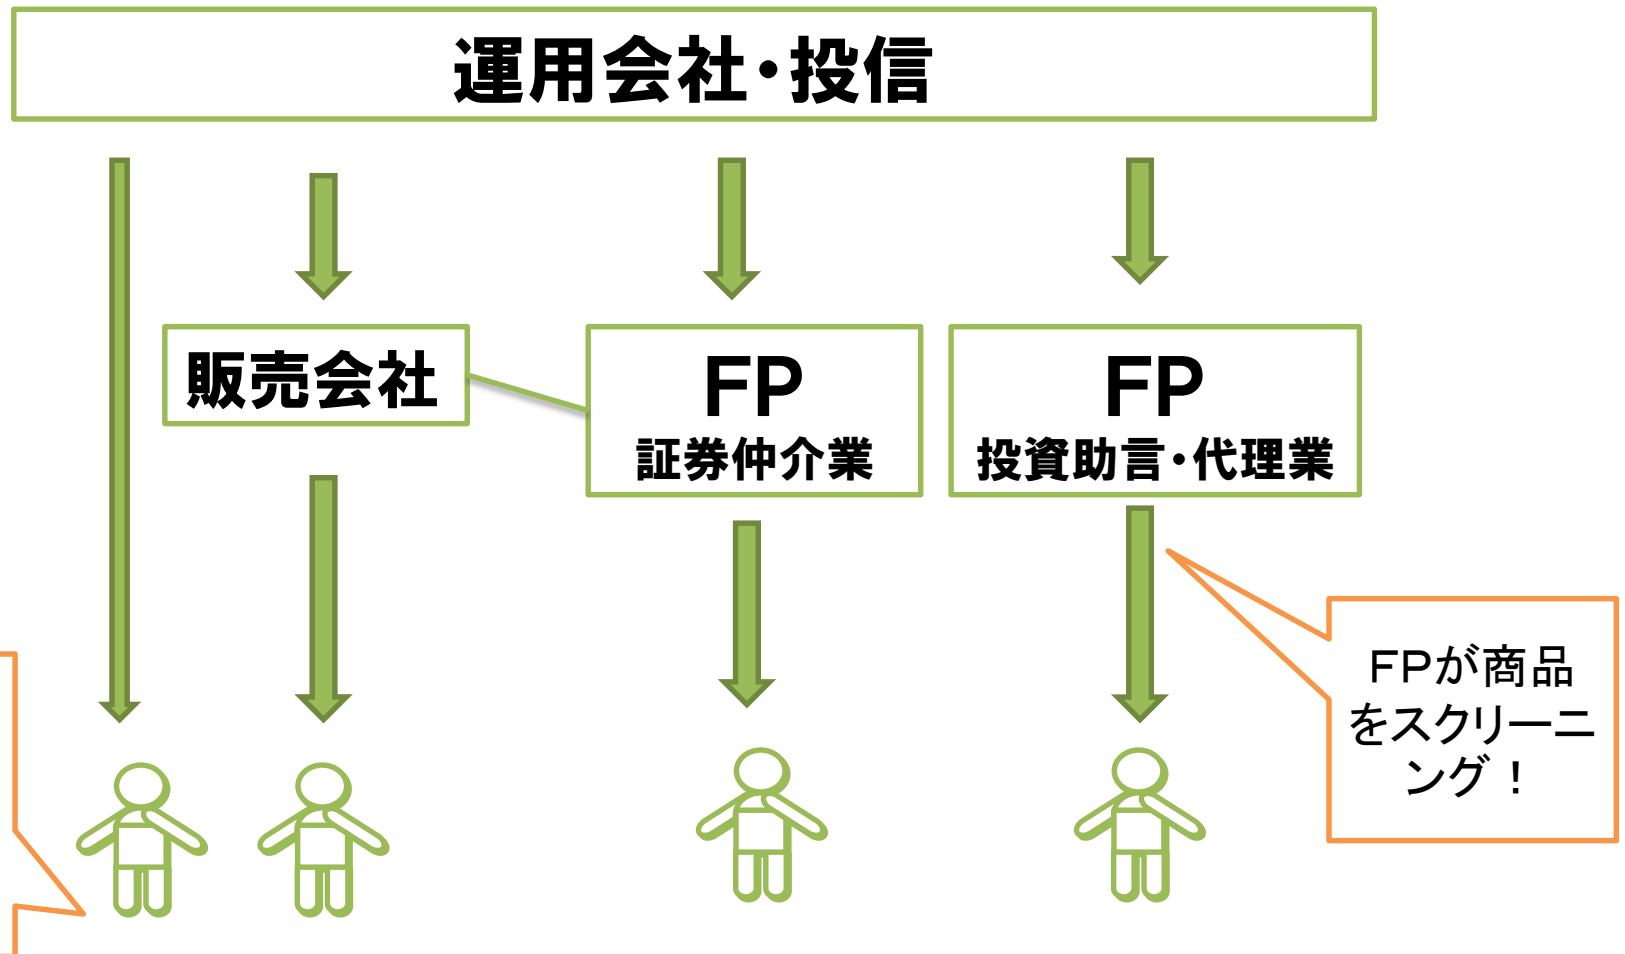 運用会社・投信
販売会社
FP
証券仲介業
FP
投資助言・代理業
FPが商品
をスクリーニ
ング！